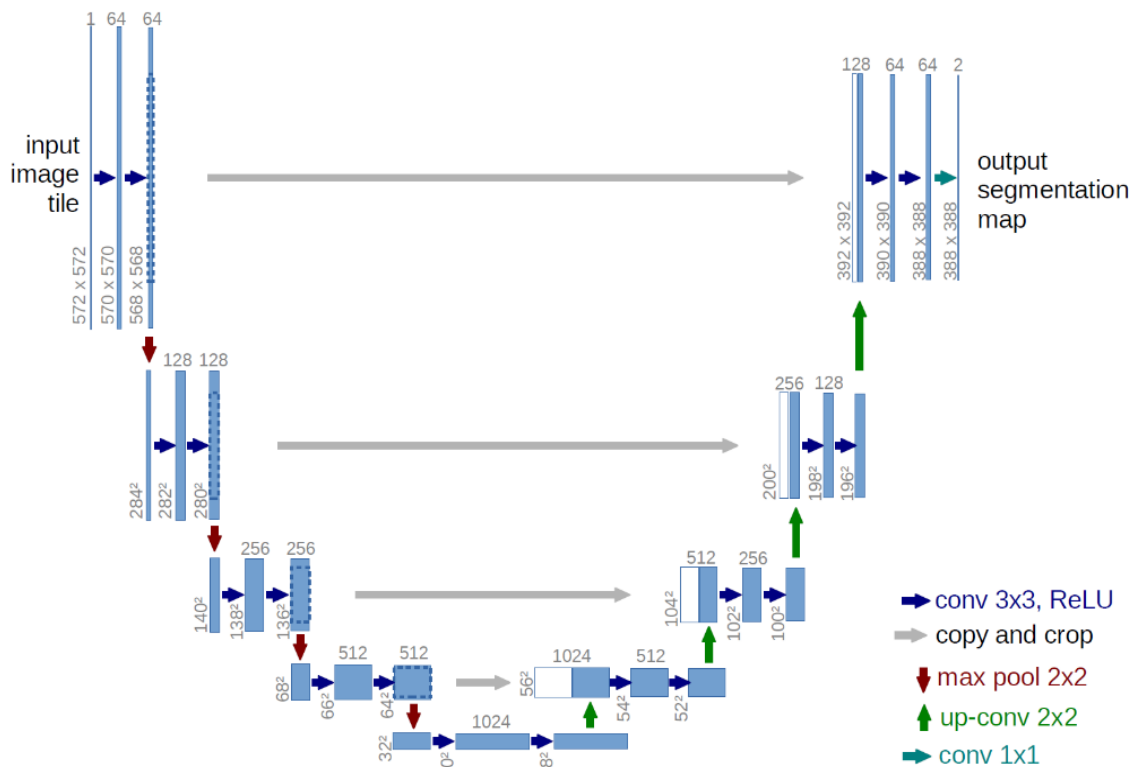 1 64 64
input
image
tile
572 x 572
570 x 570
568 x 568
128 64 64 2
392 x 392
390 x 390
388 x 388
388 x 388
output
segmentation
map
128 128
284²
282²
280²
256 128
200²
198²
196²
256 256
140²
138²
136²
512 256
104²
102²
100²
512 512
68²
66²
64²
1024 512
56²
54²
52²
1024
32²
0²
8²
conv 3x3, ReLU
copy and crop
max pool 2x2
up-conv 2x2
conv 1x1